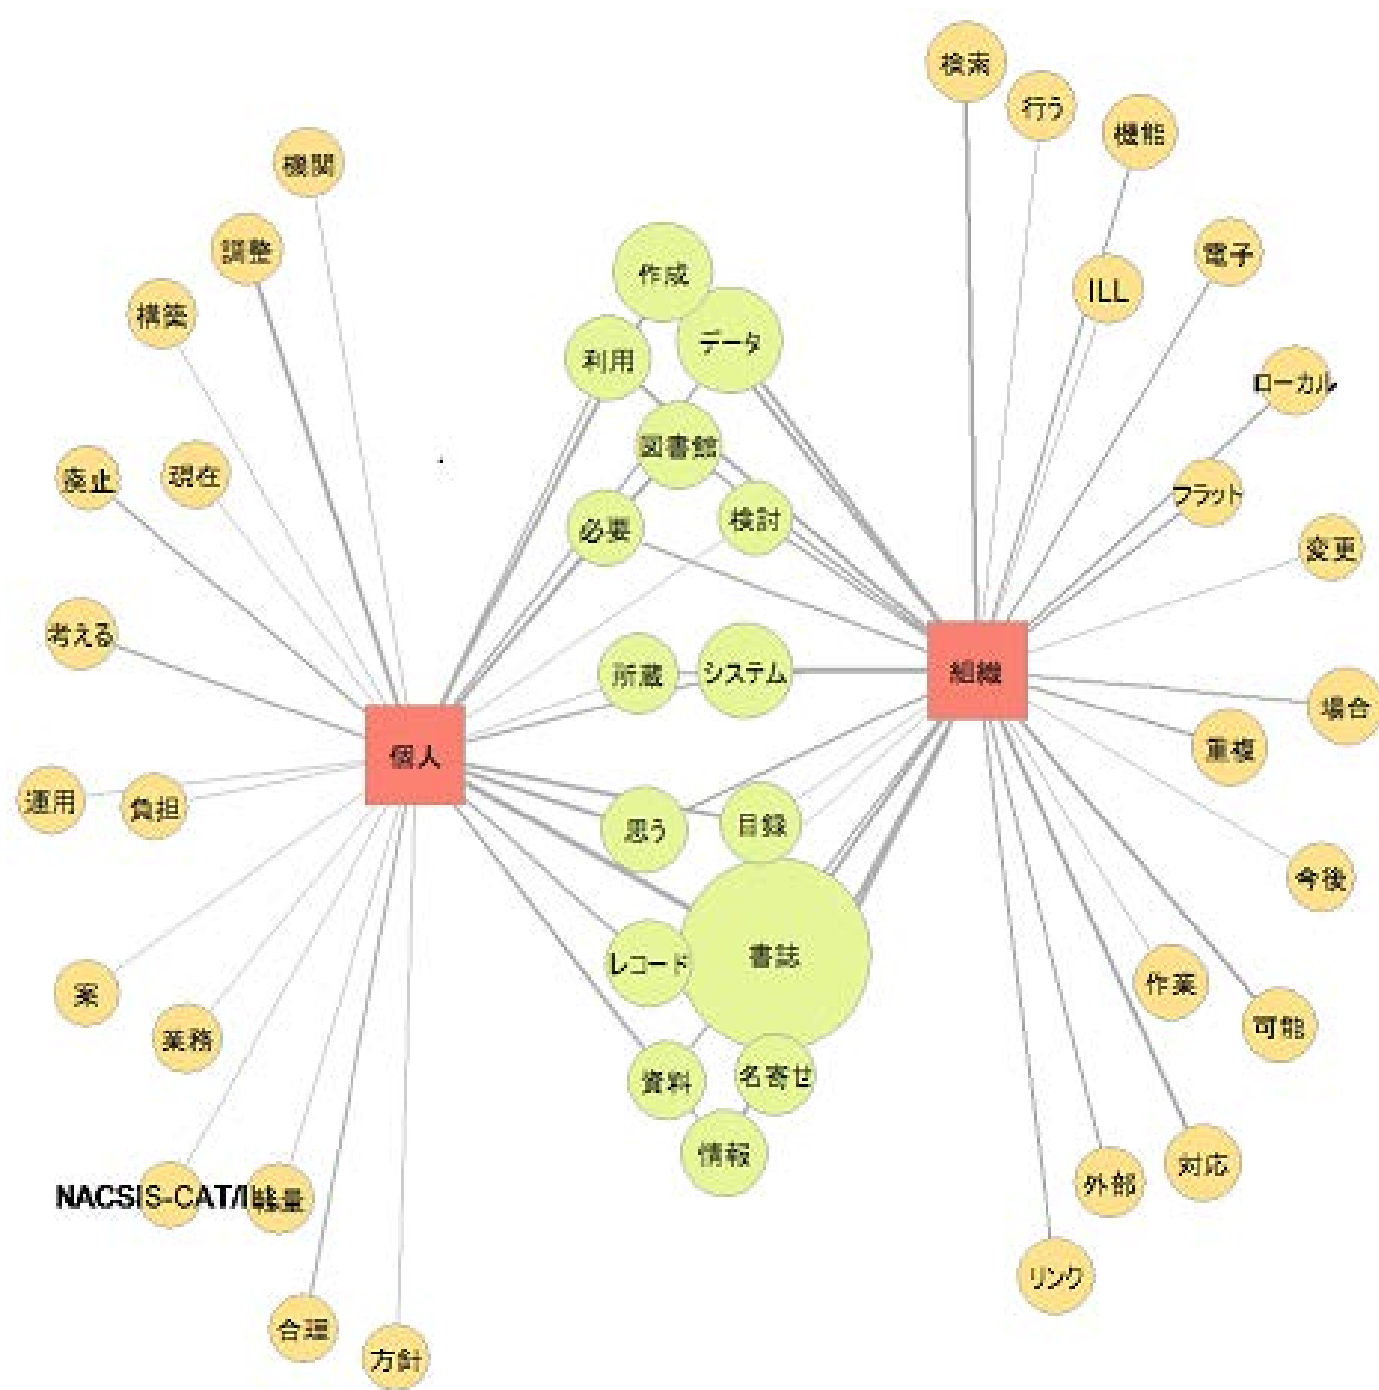 検索
行う
機能
機関
調整
電子
作成
ILL
構築
データ
利用
ローカル
図書館
廃止
現在
フラット
検討
必要
変更
考える
所蔵
システム
組織
場合
個人
重複
運用
負担
思う
目録
今後
書誌
レコード
作業
案
可能
業務
資料
名寄せ
情報
対応
外部
NACSIS-CAT/I
軽量
リンク
合理
方針